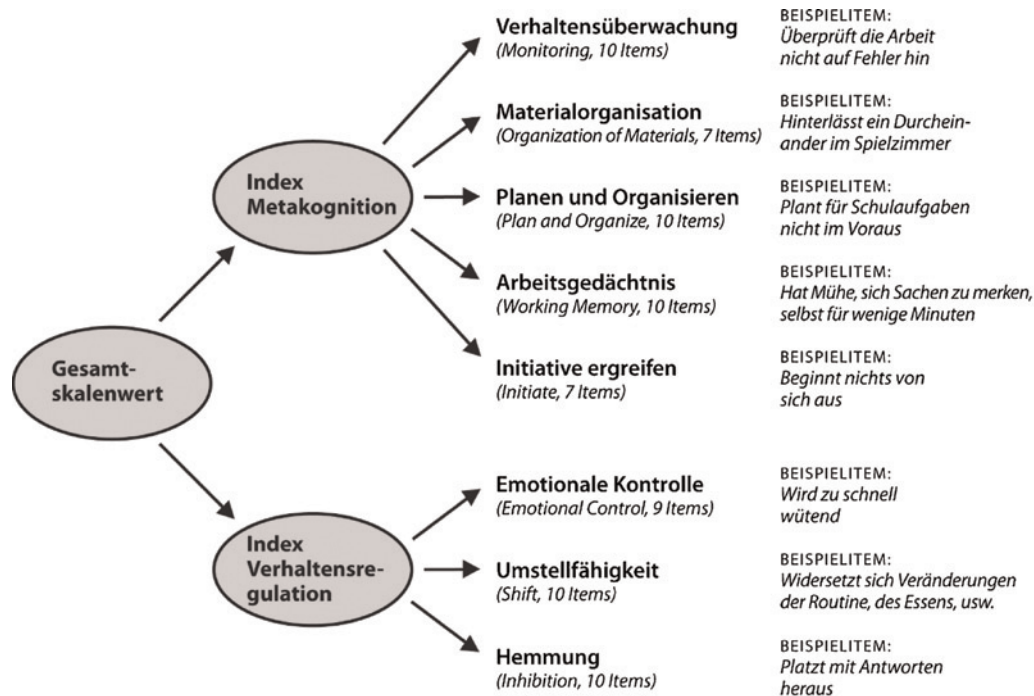 Verhaltensüberwachung
(Monitoring, 10 Items)
BEISPIELITEM:
Überprüft die Arbeit
nicht auf Fehler hin
Materialorganisation
(Organization of Materials, 7 Items)
BEISPIELITEM:
Hinterlässt ein Durchein-
ander im Spielzimmer
Index
Metakognition
Planen und Organisieren
(Plan and Organize, 10 Items)
BEISPIELITEM:
Plant für Schulaufgaben
nicht im Voraus
Arbeitsgedächtnis
(Working Memory, 10 Items)
BEISPIELITEM:
Hat Mühe, sich Sachen zu merken,
selbst für wenige Minuten
Initiative ergreifen
(Initiate, 7 Items)
BEISPIELITEM:
Beginnt nichts von
sich aus
Gesamt-
skalenwert
Emotionale Kontrolle
(Emotional Control, 9 Items)
BEISPIELITEM:
Wird zu schnell
wütend
Index
Verhaltensre-
gulation
Umstellfähigkeit
(Shift, 10 Items)
BEISPIELITEM:
Widersetzt sich Veränderungen
der Routine, des Essens, usw.
Hemmung
(Inhibition, 10 Items)
BEISPIELITEM:
Platzt mit Antworten
heraus